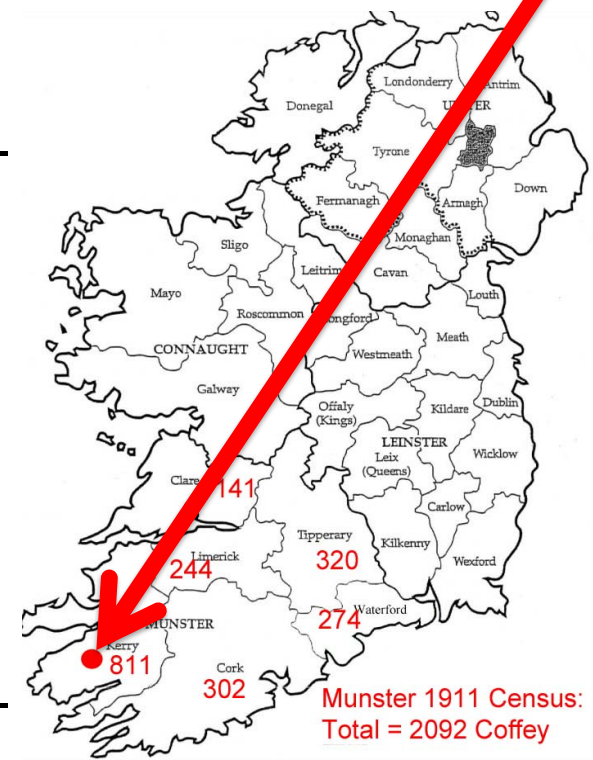 Londonderry
Antrim
Donegal
Tyrone
Down
Fermanagh
Armagh
Monaghan
Sligo
Leitrim
Cavan
Mayo
Louth
Roscommon
Longford
Meath
CONNAUGHT
Westmeath
Galway
Offaly
(Kings)
Kildare
Dublin
LEINSTER
Leix
(Queens)
Wicklow
Clare
141
Carlow
Tipperary
320
Kilkenny
Limerick
244
Wexford
Waterford
274
MUNSTER
Kerry
811
Cork
302
Munster 1911 Census:
Total = 2092 Coffey